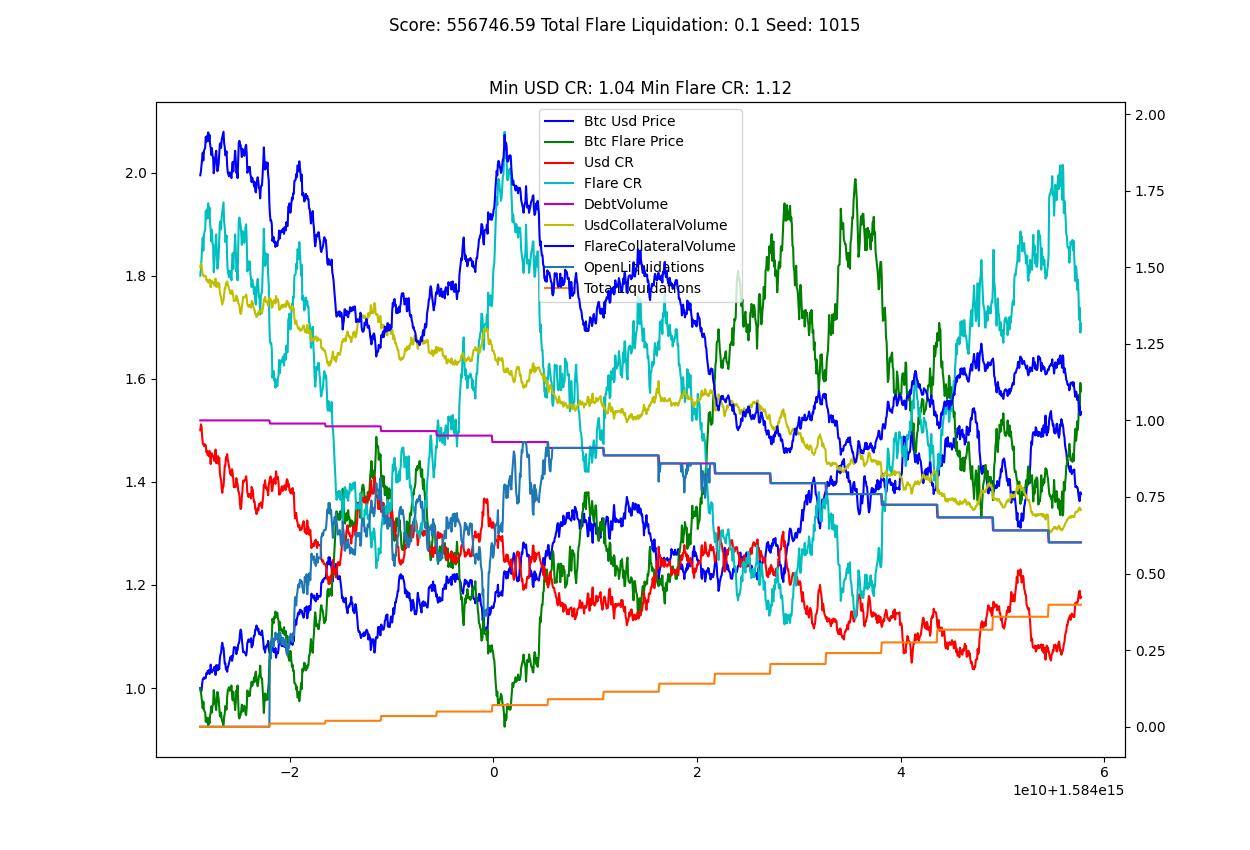 Score: 556746.59 Total Flare Liquidation: 0.1 Seed: 1015
Min USD CR: 1.04 Min Flare CR: 1.12
Btc Usd Price
Btc Flare Price
Usd CR
Flare CR
DebtVolume
UsdCollateralVolume
FlareCollateralVolume
OpenLiquidations
TotalLiquidations
2.0
1.8
1.6
1.4
1.2
1.0
2.00
1.75
1.50
1.25
1.00
0.75
0.50
0.25
0.00
−2 0 2 4 6
1e10+1.584e15